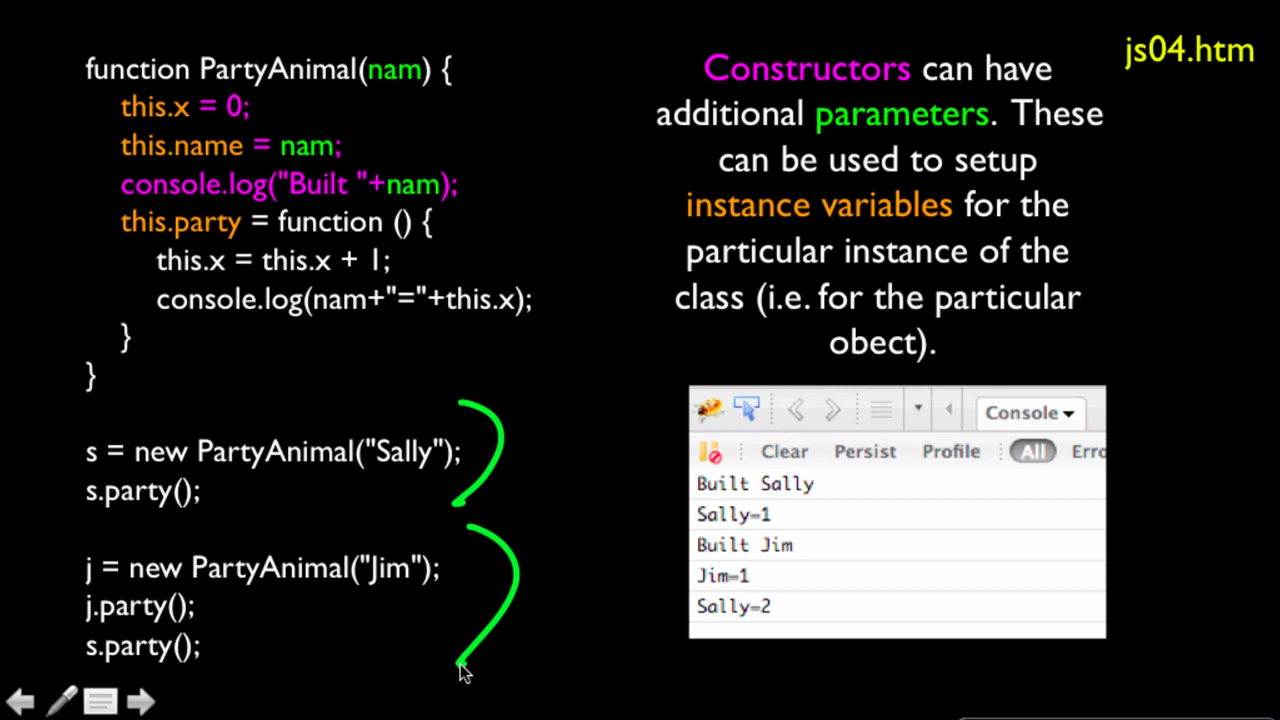 js04.htm
function PartyAnimal(nam) {
this.x = 0;
this.name = nam;
console.log("Built "+nam);
this.party = function () {
this.x = this.x + 1;
console.log(nam+"="+this.x);
}
}
s = new PartyAnimal("Sally");
s.party();
j = new PartyAnimal("Jim");
j.party();
s.party();
Constructors can have
additional parameters. These
can be used to setup
instance variables for the
particular instance of the
class (i.e. for the particular
obect).
Console
Clear Persist Profile All Erro
Built Sally
Sally=1
Built Jim
Jim=1
Sally=2